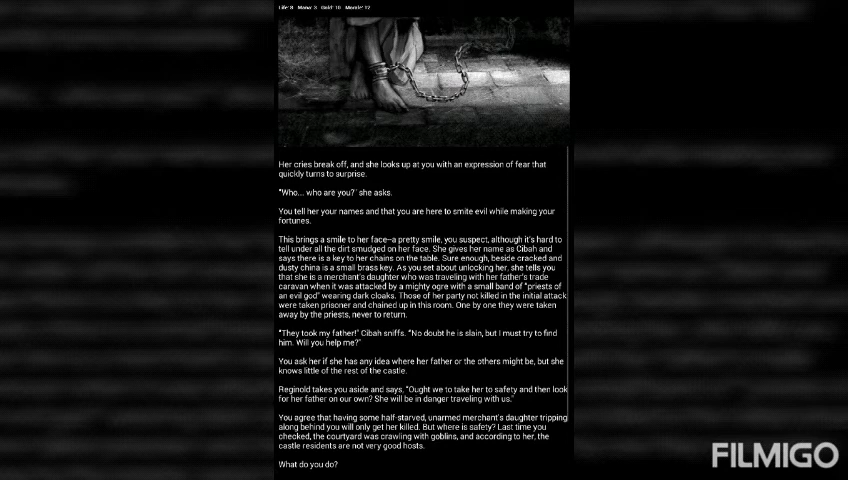 Life: 8 Mana: 3 Gold: 10 Morale: 12
Her cries break off, and she looks up at you with an expression of fear that
quickly turns to surprise.
"Who... who are you?" she asks.
You tell her your names and that you are here to smite evil while making your
fortunes.
This brings a smile to her face–a pretty smile, you suspect, although it's hard to
tell under all the dirt smudged on her face. She gives her name as Cibah and
says there is a key to her chains on the table. Sure enough, beside cracked and
dusty china is a small brass key. As you set about unlocking her, she tells you
that she is a merchant's daughter who was traveling with her father's trade
caravan when it was attacked by a mighty ogre with a small band of "priests of
an evil god" wearing dark cloaks. Those of her party not killed in the initial attack
were taken prisoner and chained up in this room. One by one they were taken
away by the priests, never to return.
"They took my father!" Cibah sniffs. "No doubt he is slain, but I must try to find
him. Will you help me?"
You ask her if she has any idea where her father or the others might be, but she
knows little of the rest of the castle.
Reginold takes you aside and says, "Ought we to take her to safety and then look
for her father on our own? She will be in danger traveling with us."
You agree that having some half-starved, unarmed merchant's daughter tripping
along behind you will only get her killed. But where is safety? Last time you
checked, the courtyard was crawling with goblins, and according to her, the
castle residents are not very good hosts.
What do you do?
FILMIGO